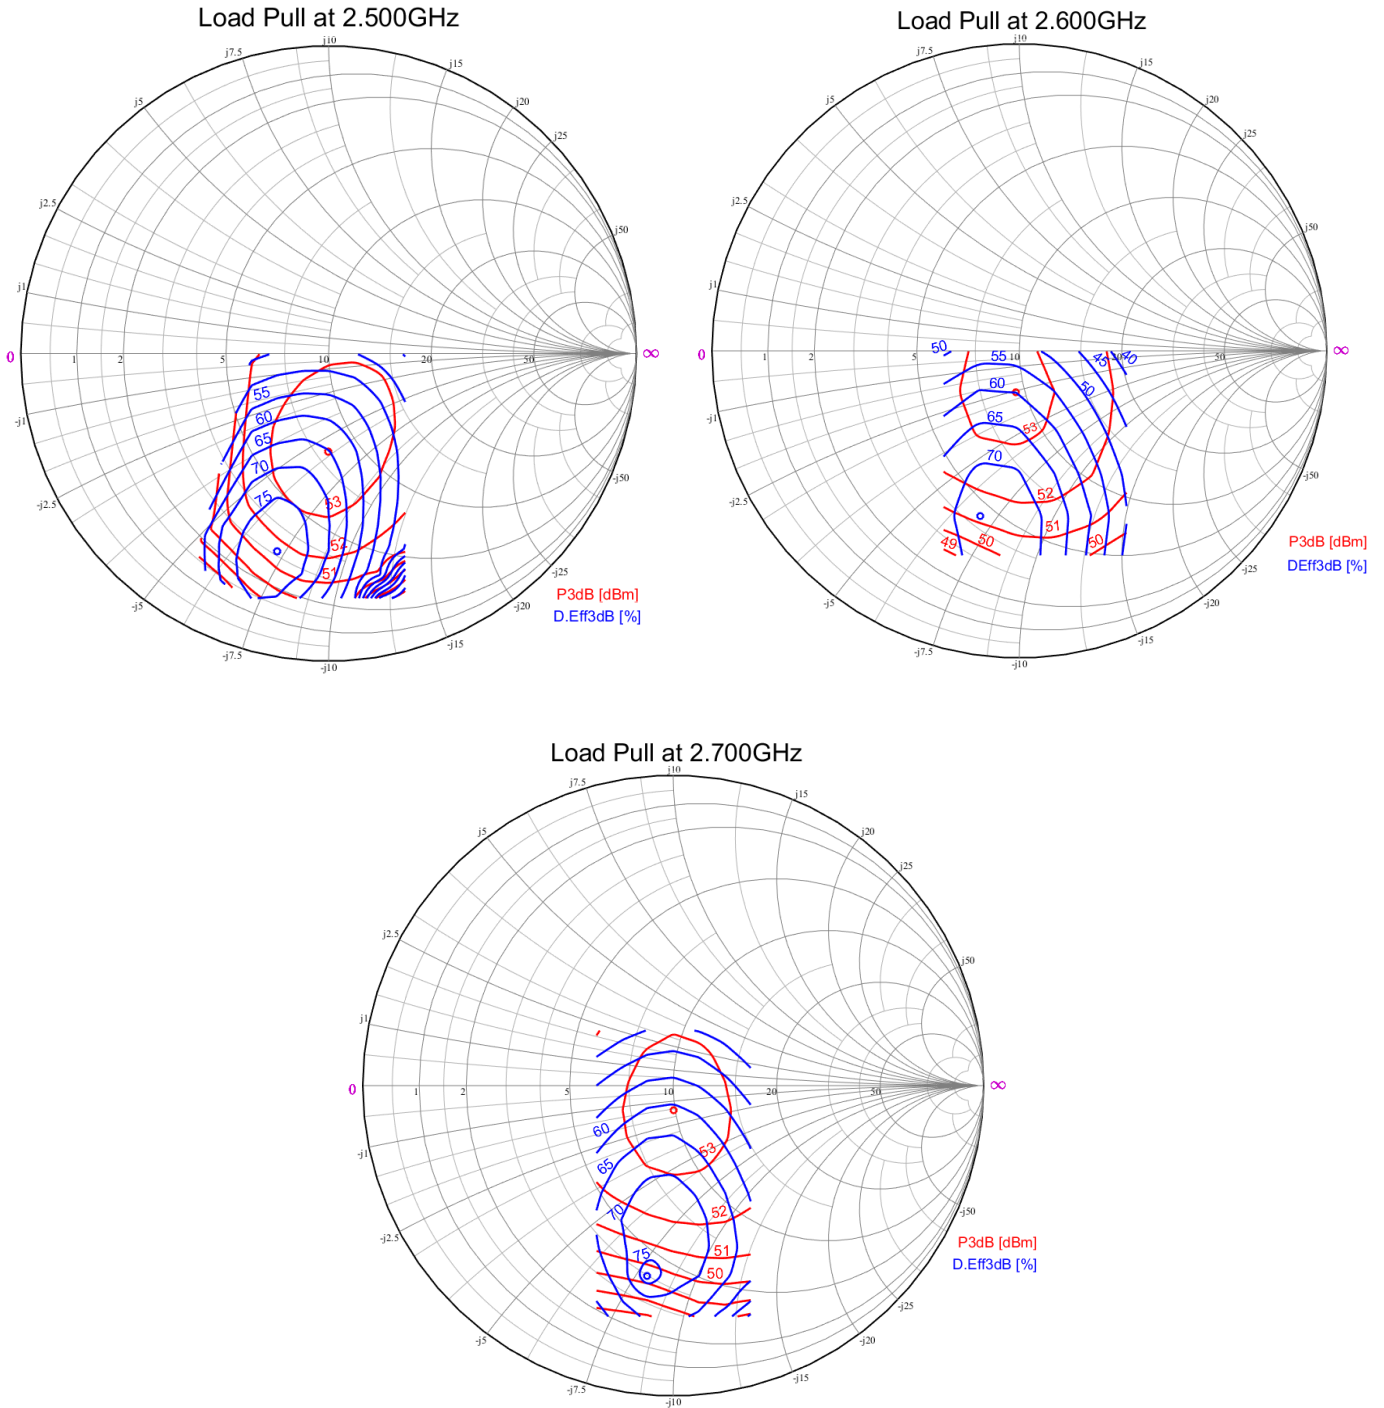 Load Pull at 2.500GHz
j10
j7.5
j15
j5
j20
j25
j2.5
j50
j1
0
1
2
5
10
20
50
∞
55
60
65
70
75
53
52
51
-j1
-j2.5
-j50
-j5
-j25
-j7.5
-j20
-j10
-j15
P3dB [dBm]
D.Eff3dB [%]
Load Pull at 2.600GHz
j10
j7.5
j15
j5
j20
j25
j2.5
j50
j1
0
1
2
5
10
20
50
∞
50
55
45
40
60
50
65
53
70
52
51
49
50
50
-j1
-j2.5
-j50
-j5
-j25
-j7.5
-j20
-j10
-j15
P3dB [dBm]
DEff3dB [%]
Load Pull at 2.700GHz
j10
j7.5
j15
j5
j20
j25
j2.5
j50
j1
0
1
2
5
10
20
50
∞
60
65
53
70
52
75
51
50
-j1
-j2.5
-j50
-j5
-j25
-j7.5
-j20
-j10
-j15
P3dB [dBm]
D.Eff3dB [%]